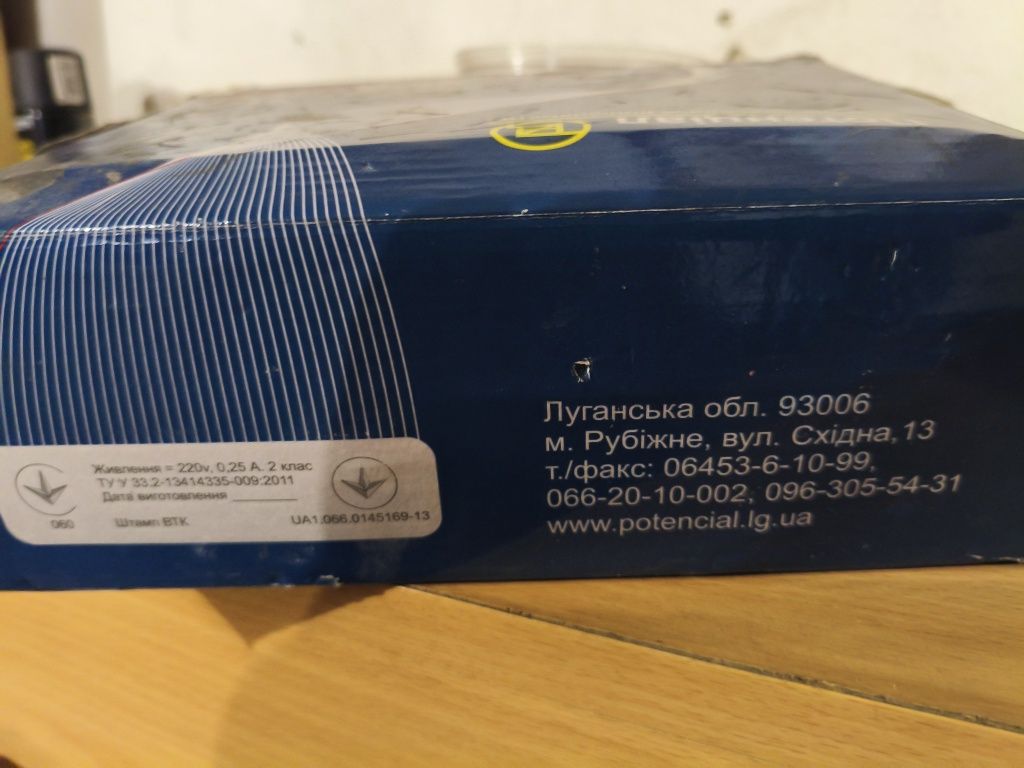 Живлення = 220v, 0,25 А. 2 клас
ТУ У 33.2-13414335-009:2011
Дата виготовлення
060
Штамп ВТК
UA1.066.0145169-13
Луганська обл. 93006
м. Рубіжне, вул. Східна,13
т./факс: 06453-6-10-99,
066-20-10-002, 096-305-54-31
www.potencial.lg.ua